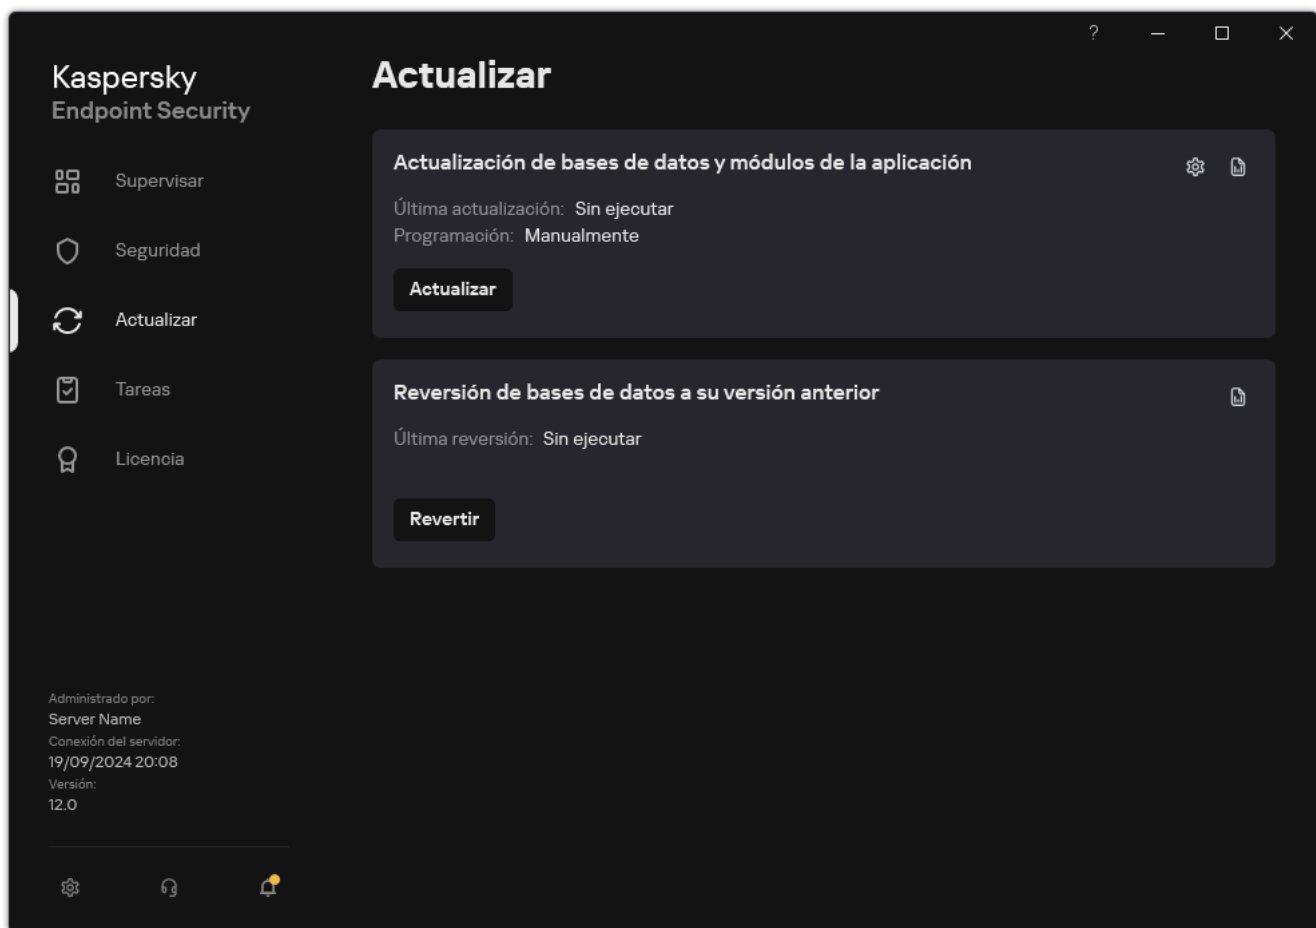 ?
Kaspersky
Endpoint Security
Supervisar
Seguridad
Actualizar
Tareas
Licencia
Administrado por:
Server Name
Conexión del servidor:
19/09/2024 20:08
Versión:
12.0
Actualizar
Actualización de bases de datos y módulos de la aplicación
Última actualización: Sin ejecutar
Programación: Manualmente
Actualizar
Reversión de bases de datos a su versión anterior
Última reversión: Sin ejecutar
Revertir